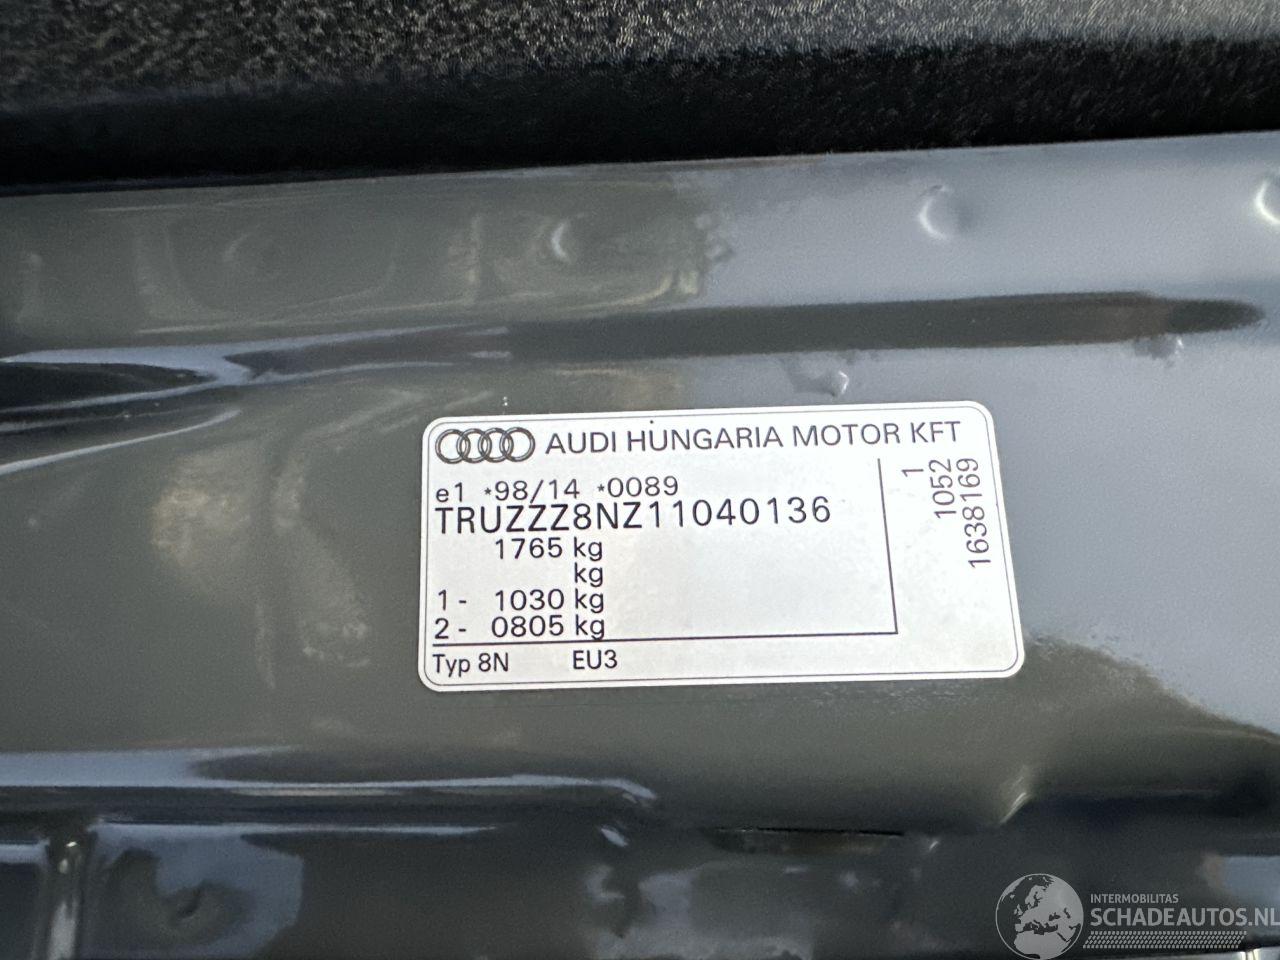 AUDI HUNGARIA MOTOR KFT
e1 *98/14 *0089
TRUZZZ8NZ11040136
1765 kg
kg
1 - 1030 kg
2 - 0805 kg
Typ 8N EU3
1
1052
1638169
INTERMOBILITAS
SCHADEAUTOS.NL